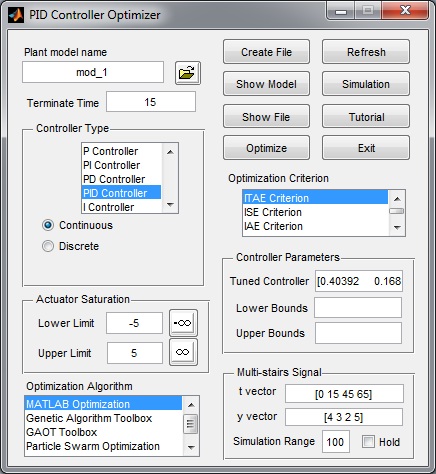 PID Controller Optimizer
Plant model name
mod_1
Terminate Time 15
Create File Refresh
Show Model Simulation
Show File Tutorial
Optimize Exit
Controller Type
P Controller
PI Controller
PD Controller
PID Controller
I Controller
Continuous
Discrete
Optimization Criterion
ITAE Criterion
ISE Criterion
IAE Criterion
Actuator Saturation
Lower Limit -5 -∞
Upper Limit 5 ∞
Controller Parameters
Tuned Controller [0.40392 0.168
Lower Bounds
Upper Bounds
Optimization Algorithm
MATLAB Optimization
Genetic Algorithm Toolbox
GAOT Toolbox
Particle Swarm Optimization
Multi-stairs Signal
t vector [0 15 45 65]
y vector [4 3 2 5]
Simulation Range 100 Hold